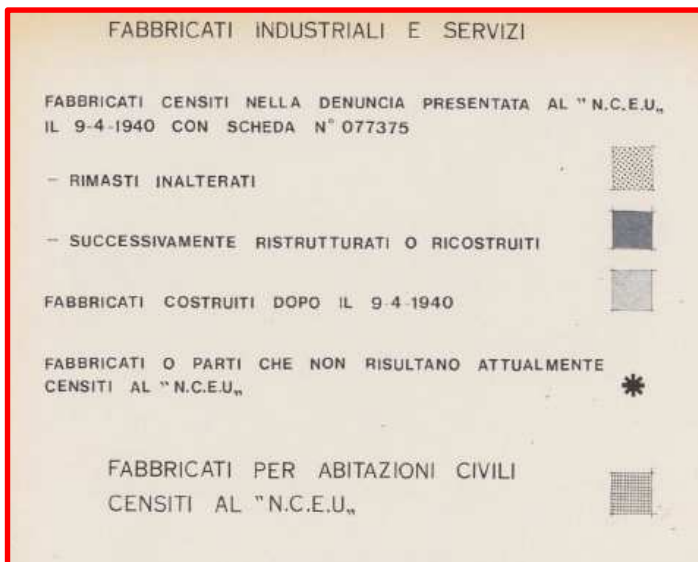 FABBRICATI INDUSTRIALI E SERVIZI
FABBRICATI CENSITI NELLA DENUNCIA PRESENTATA AL "N.C.E.U„
IL 9-4-1940 CON SCHEDA N° 077375
- RIMASTI INALTERATI
- SUCCESSIVAMENTE RISTRUTTURATI O RICOSTRUITI
FABBRICATI COSTRUITI DOPO IL 9-4-1940
FABBRICATI O PARTI CHE NON RISULTANO ATTUALMENTE
CENSITI AL "N.C.E.U„
FABBRICATI PER ABITAZIONI CIVILI
CENSITI AL "N.C.E.U„